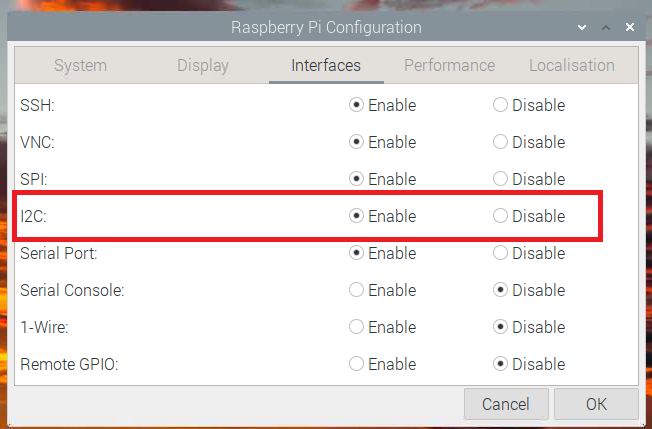 Raspberry Pi Configuration
System Display Interfaces Performance Localisation
SSH: Enable Disable
VNC: Enable Disable
SPI: Enable Disable
I2C: Enable Disable
Serial Port: Enable Disable
Serial Console: Enable Disable
1-Wire: Enable Disable
Remote GPIO: Enable Disable
Cancel OK